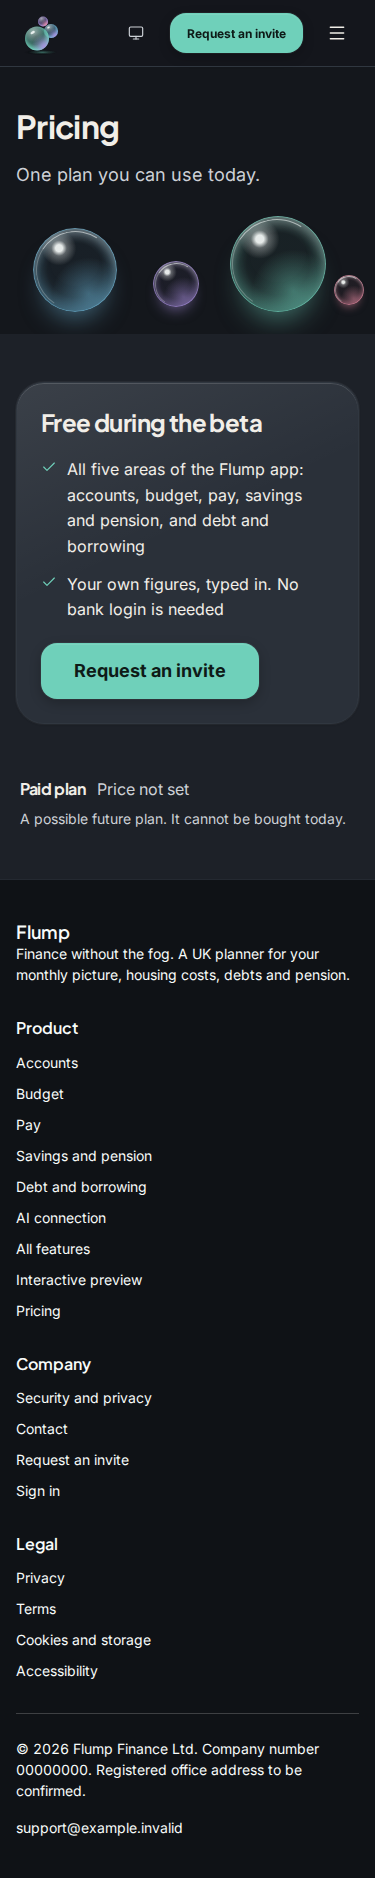 Request an invite
Pricing
One plan you can use today.
Free during the beta
All five areas of the Flump app:
accounts, budget, pay, savings
and pension, and debt and
borrowing
Your own figures, typed in. No
bank login is needed
Request an invite
Paid plan Price not set
A possible future plan. It cannot be bought today.
Flump
Finance without the fog. A UK planner for your
monthly picture, housing costs, debts and pension.
Product
Accounts
Budget
Pay
Savings and pension
Debt and borrowing
AI connection
All features
Interactive preview
Pricing
Company
Security and privacy
Contact
Request an invite
Sign in
Legal
Privacy
Terms
Cookies and storage
Accessibility
© 2026 Flump Finance Ltd. Company number
00000000. Registered office address to be
confirmed.
support@example.invalid